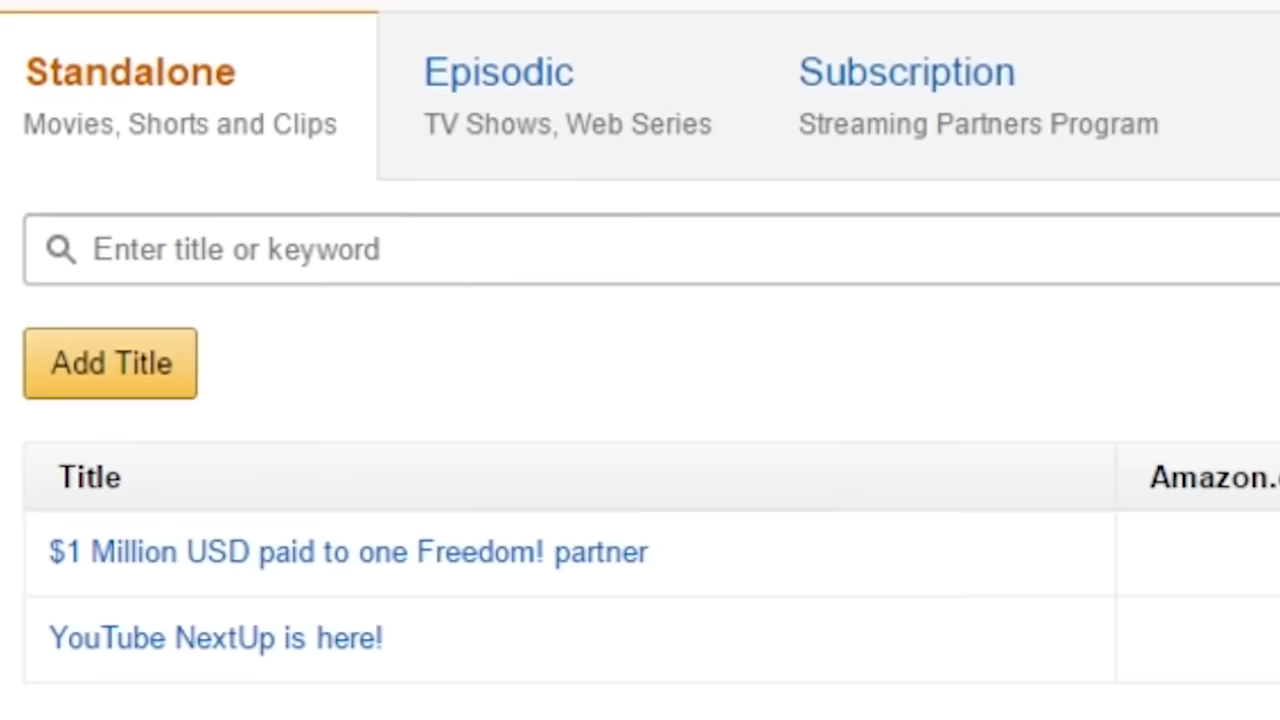 Standalone Episodic Subscription
Movies, Shorts and Clips TV Shows, Web Series Streaming Partners Program
Enter title or keyword
Add Title
Title Amazon.
$1 Million USD paid to one Freedom! partner
YouTube NextUp is here!